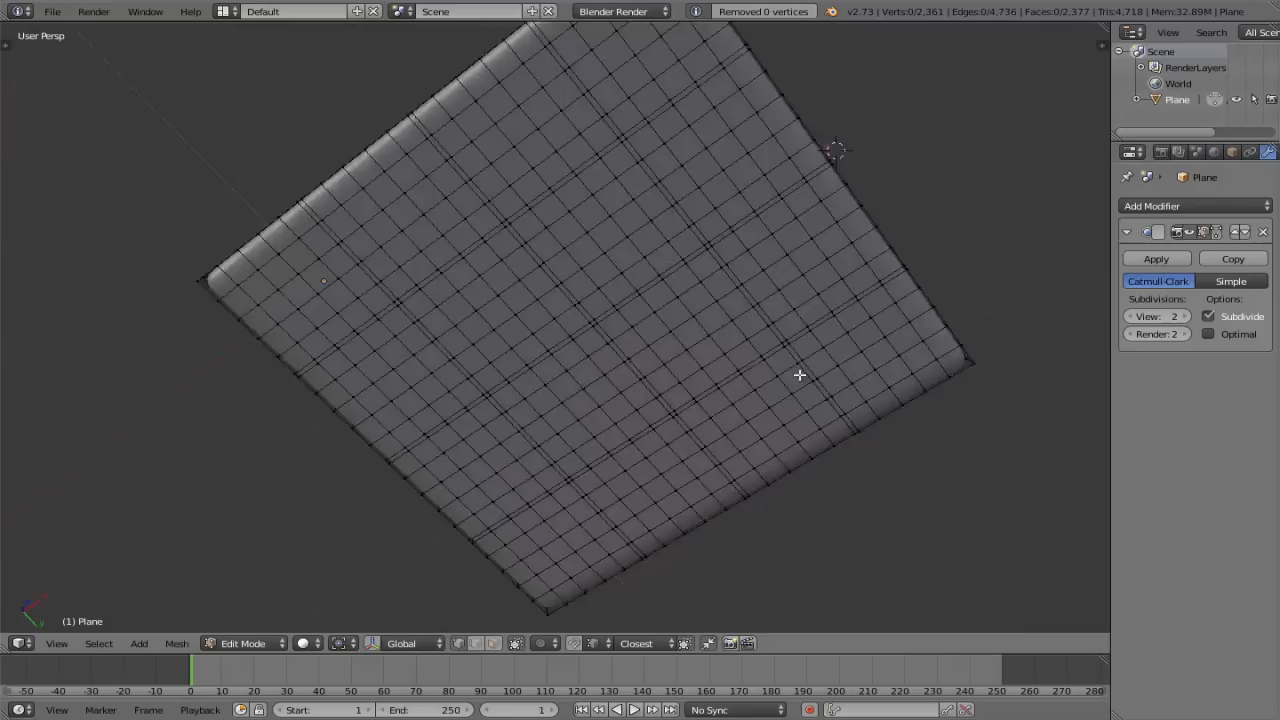 File Render Window Help Default Scene Blender Render Removed 0 vertices v2.73 | Verts:0/2,361 | Edges:0/4,736 | Faces:0/2,377 | Tris:4,718 | Mem:32.89M | Plane
User Persp
View Search All Scen
Scene
RenderLayers
World
Plane
Plane
Add Modifier
Apply Copy
Catmull-Clark Simple
Subdivisions: Options:
View: 2 Subdivide
Render: 2 Optimal
(1) Plane
View Select Add Mesh Edit Mode Global Closest
-50 -40 -30 -20 -10 0 10 20 30 40 50 60 70 80 90 100 110 120 130 140 150 160 170 180 190 200 210 220 230 240 250 260 270 280
View Marker Frame Playback Start: 1 End: 250 1 No Sync